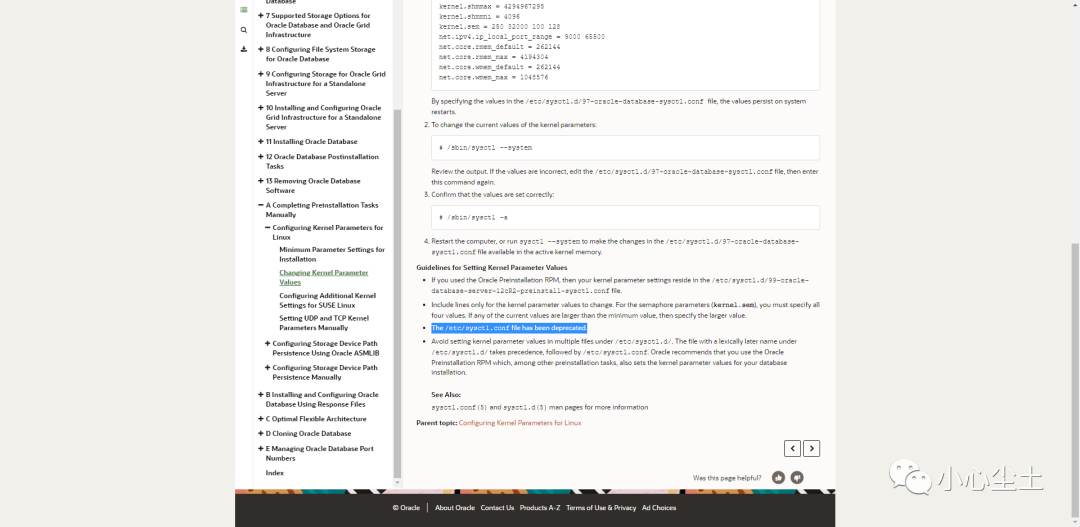 Database
7 Supported Storage Options for
Oracle Database and Oracle Grid
Infrastructure
8 Configuring File System Storage
for Oracle Database
9 Configuring Storage for Oracle Grid
Infrastructure for a Standalone
Server
10 Installing and Configuring Oracle
Grid Infrastructure for a Standalone
Server
11 Installing Oracle Database
12 Oracle Database Postinstallation
Tasks
13 Removing Oracle Database
Software
A Completing Preinstallation Tasks
Manually
Configuring Kernel Parameters for
Linux
Minimum Parameter Settings for
Installation
Changing Kernel Parameter
Values
Configuring Additional Kernel
Settings for SUSE Linux
Setting UDP and TCP Kernel
Parameters Manually
Configuring Storage Device Path
Persistence Using Oracle ASMLIB
Configuring Storage Device Path
Persistence Manually
B Installing and Configuring Oracle
Database Using Response Files
C Optimal Flexible Architecture
D Cloning Oracle Database
E Managing Oracle Database Port
Numbers
Index
kernel.shmmax = 4294967295
kernel.shmmni = 4096
kernel.sem = 250 32000 100 128
net.ipv4.ip_local_port_range = 9000 65500
net.core.rmem_default = 262144
net.core.rmem_max = 4194304
net.core.wmem_default = 262144
net.core.wmem_max = 1048576
By specifying the values in the /etc/sysctl.d/97-oracle-database-sysctl.conf file, the values persist on system
restarts.
2. To change the current values of the kernel parameters:
# /sbin/sysctl --system
Review the output. If the values are incorrect, edit the /etc/sysctl.d/97-oracle-database-sysctl.conf file, then enter
this command again.
3. Confirm that the values are set correctly:
# /sbin/sysctl -a
4. Restart the computer, or run sysctl --system to make the changes in the /etc/sysctl.d/97-oracle-database-
sysctl.conf file available in the active kernel memory.
Guidelines for Setting Kernel Parameter Values
• If you used the Oracle Preinstallation RPM, then your kernel parameter settings reside in the /etc/sysctl.d/99-oracle-
database-server-12cR2-preinstall-sysctl.conf file.
• Include lines only for the kernel parameter values to change. For the semaphore parameters (kernel.sem), you must specify all
four values. If any of the current values are larger than the minimum value, then specify the larger value.
• The /etc/sysctl.conf file has been deprecated.
• Avoid setting kernel parameter values in multiple files under /etc/sysctl.d/. The file with a lexically later name under
/etc/sysctl.d/ takes precedence, followed by /etc/sysctl.conf. Oracle recommends that you use the Oracle
Preinstallation RPM which, among other preinstallation tasks, also sets the kernel parameter values for your database
installation.
See Also:
sysctl.conf(5) and sysctl.d(5) man pages for more information
Parent topic: Configuring Kernel Parameters for Linux
Was this page helpful?
© Oracle | About Oracle Contact Us Products A-Z Terms of Use & Privacy Ad Choices
小心尘土